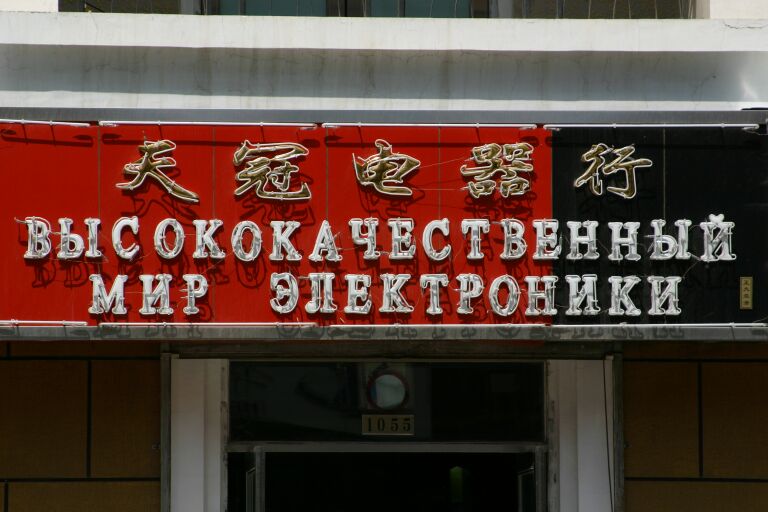 天冠电器行
ВЫСОКОКАЧЕСТВЕННЫЙ
МИР ЭЛЕКТРОНИКИ
1055